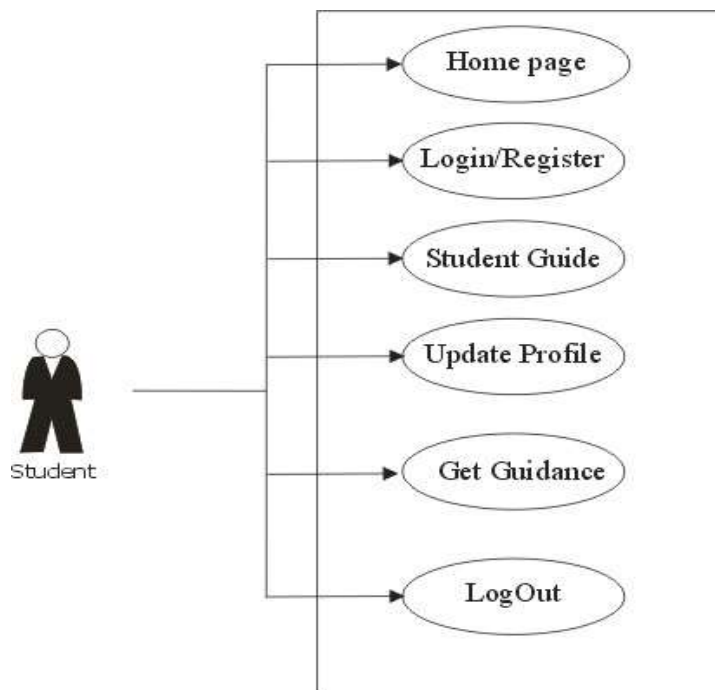 Home page
Login/Register
Student Guide
Update Profile
Student
Get Guidance
LogOut